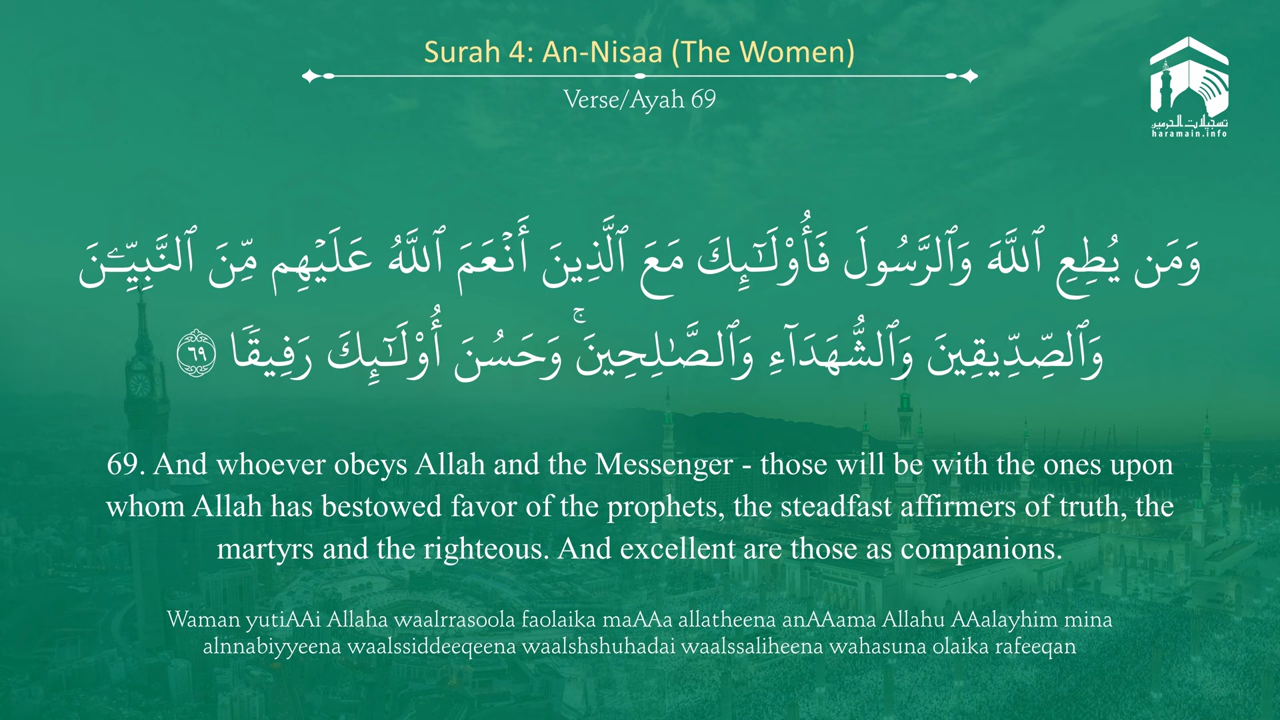 Surah 4: An-Nisaa (The Women)
Verse/Ayah 69
تسجيلات الحرمين
haramain.info
وَمَن يُطِعِ ٱللَّهَ وَٱلرَّسُولَ فَأُو۟لَـٰٓئِكَ مَعَ ٱلَّذِينَ أَنْعَمَ ٱللَّهُ عَلَيْهِم مِّنَ ٱلنَّبِيِّـۧنَ
وَٱلصِّدِّيقِينَ وَٱلشُّهَدَآءِ وَٱلصَّـٰلِحِينَ ۚ وَحَسُنَ أُو۟لَـٰٓئِكَ رَفِيقًا ٦٩
69. And whoever obeys Allah and the Messenger - those will be with the ones upon
whom Allah has bestowed favor of the prophets, the steadfast affirmers of truth, the
martyrs and the righteous. And excellent are those as companions.
Waman yutiAAi Allaha waalrrasoola faolaika maAAa allatheena anAAama Allahu AAalayhim mina
alnnabiyyeena waalssiddeeqeena waalshshuhadai waalssaliheena wahasuna olaika rafeeqan